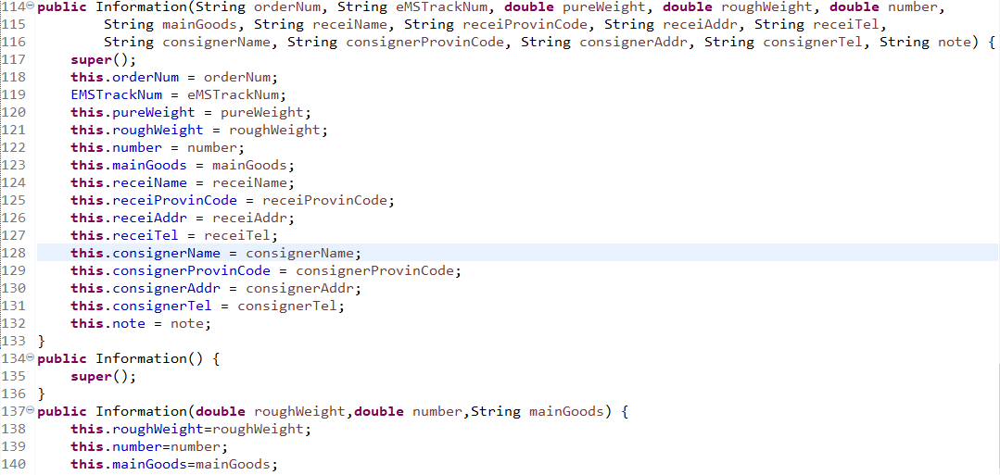 114 public Information(String orderNum, String eMSTrackNum, double pureWeight, double roughWeight, double number,
115         String mainGoods, String receiName, String receiProvinCode, String receiAddr, String receiTel,
116         String consignerName, String consignerProvinCode, String consignerAddr, String consignerTel, String note) {
117     super();
118     this.orderNum = orderNum;
119     EMSTrackNum = eMSTrackNum;
120     this.pureWeight = pureWeight;
121     this.roughWeight = roughWeight;
122     this.number = number;
123     this.mainGoods = mainGoods;
124     this.receiName = receiName;
125     this.receiProvinCode = receiProvinCode;
126     this.receiAddr = receiAddr;
127     this.receiTel = receiTel;
128     this.consignerName = consignerName;
129     this.consignerProvinCode = consignerProvinCode;
130     this.consignerAddr = consignerAddr;
131     this.consignerTel = consignerTel;
132     this.note = note;
133 }
134 public Information() {
135     super();
136 }
137 public Information(double roughWeight,double number,String mainGoods) {
138     this.roughWeight=roughWeight;
139     this.number=number;
140     this.mainGoods=mainGoods;